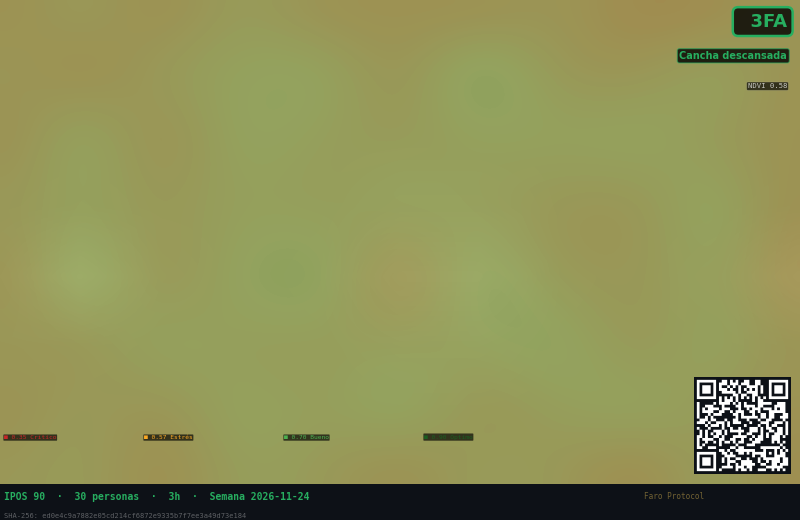 3FA
Cancha descansada
NDVI 0.58
0.57 Estrés
0.70 Bueno
IPOS 90 · 30 personas · 3h · Semana 2026-11-24
Faro Protocol
SHA-256: ed0e4c9a7882e05cd214cf6872e9335b7f7ee3a49d73e184